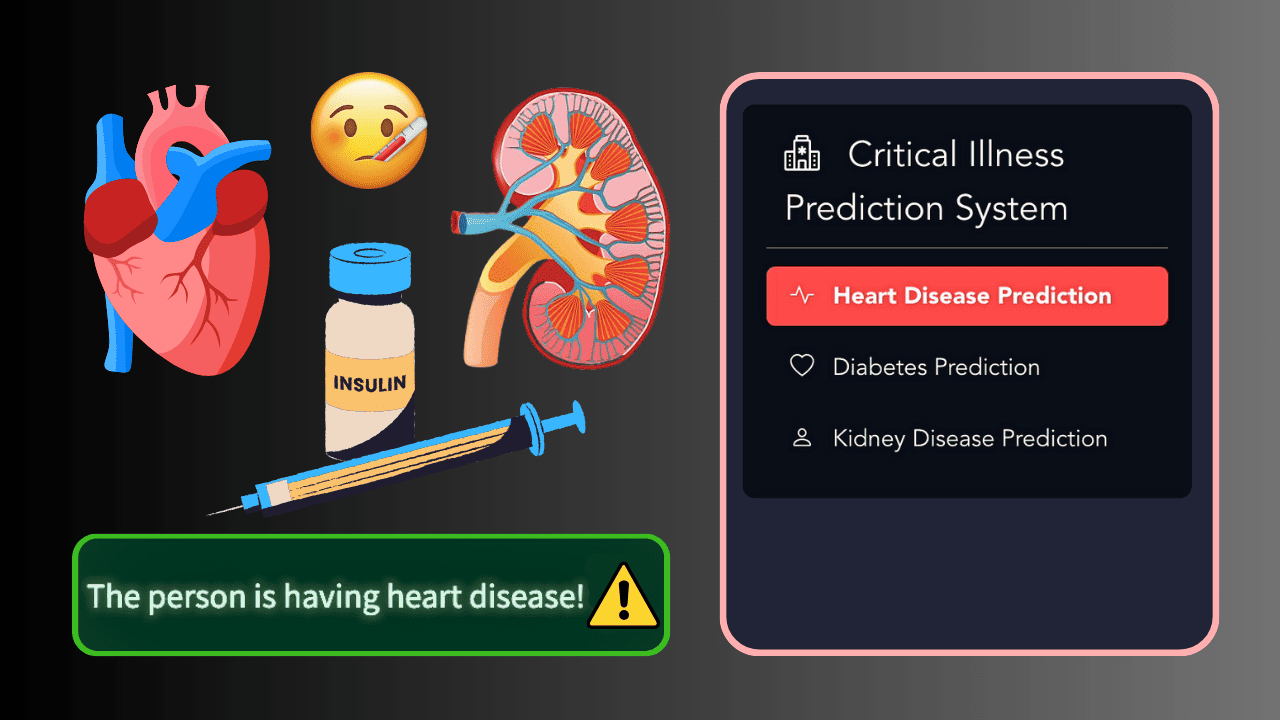 INSULIN
The person is having heart disease!
Critical Illness
Prediction System
Heart Disease Prediction
Diabetes Prediction
Kidney Disease Prediction